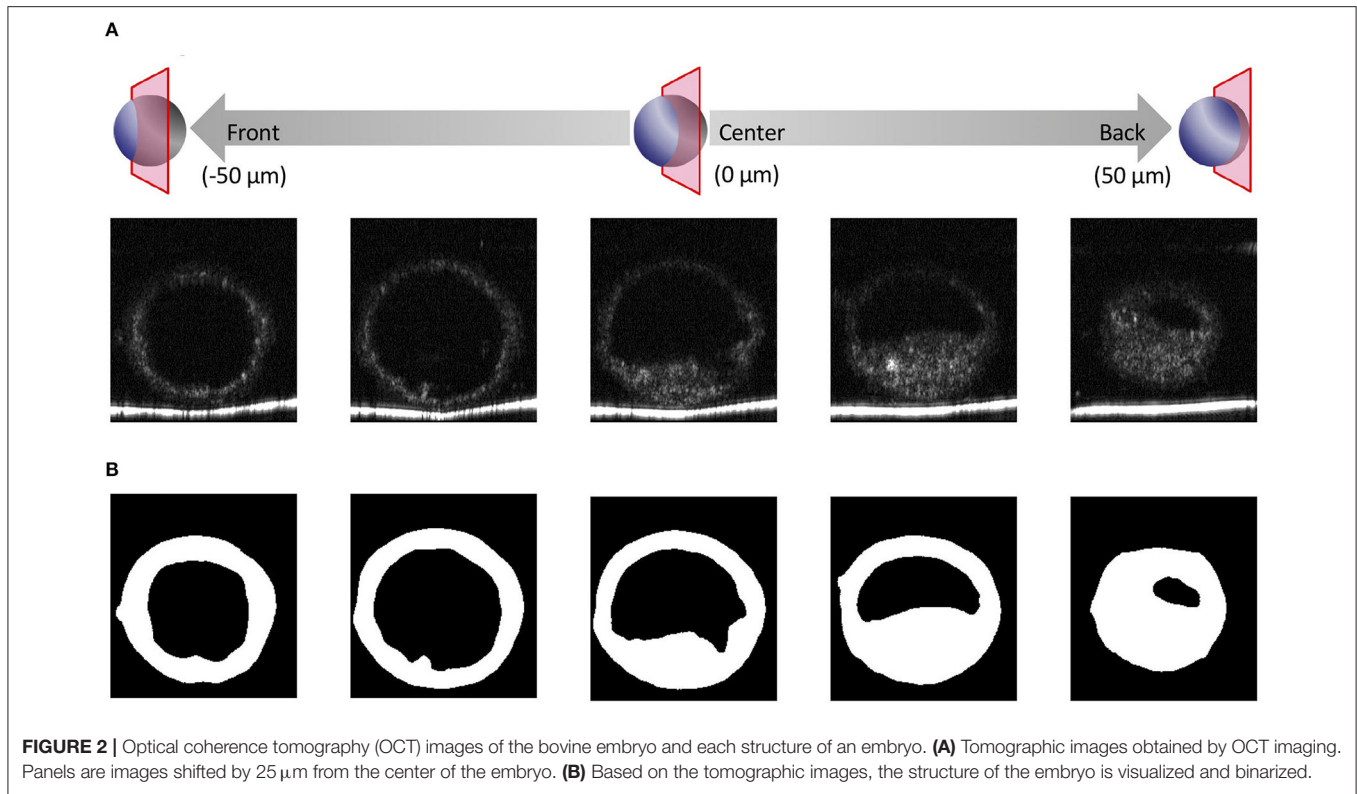 A
Front
Center
Back
(-50 µm)
(0 µm)
(50 µm)
B
FIGURE 2 | Optical coherence tomography (OCT) images of the bovine embryo and each structure of an embryo. (A) Tomographic images obtained by OCT imaging.
Panels are images shifted by 25 µm from the center of the embryo. (B) Based on the tomographic images, the structure of the embryo is visualized and binarized.